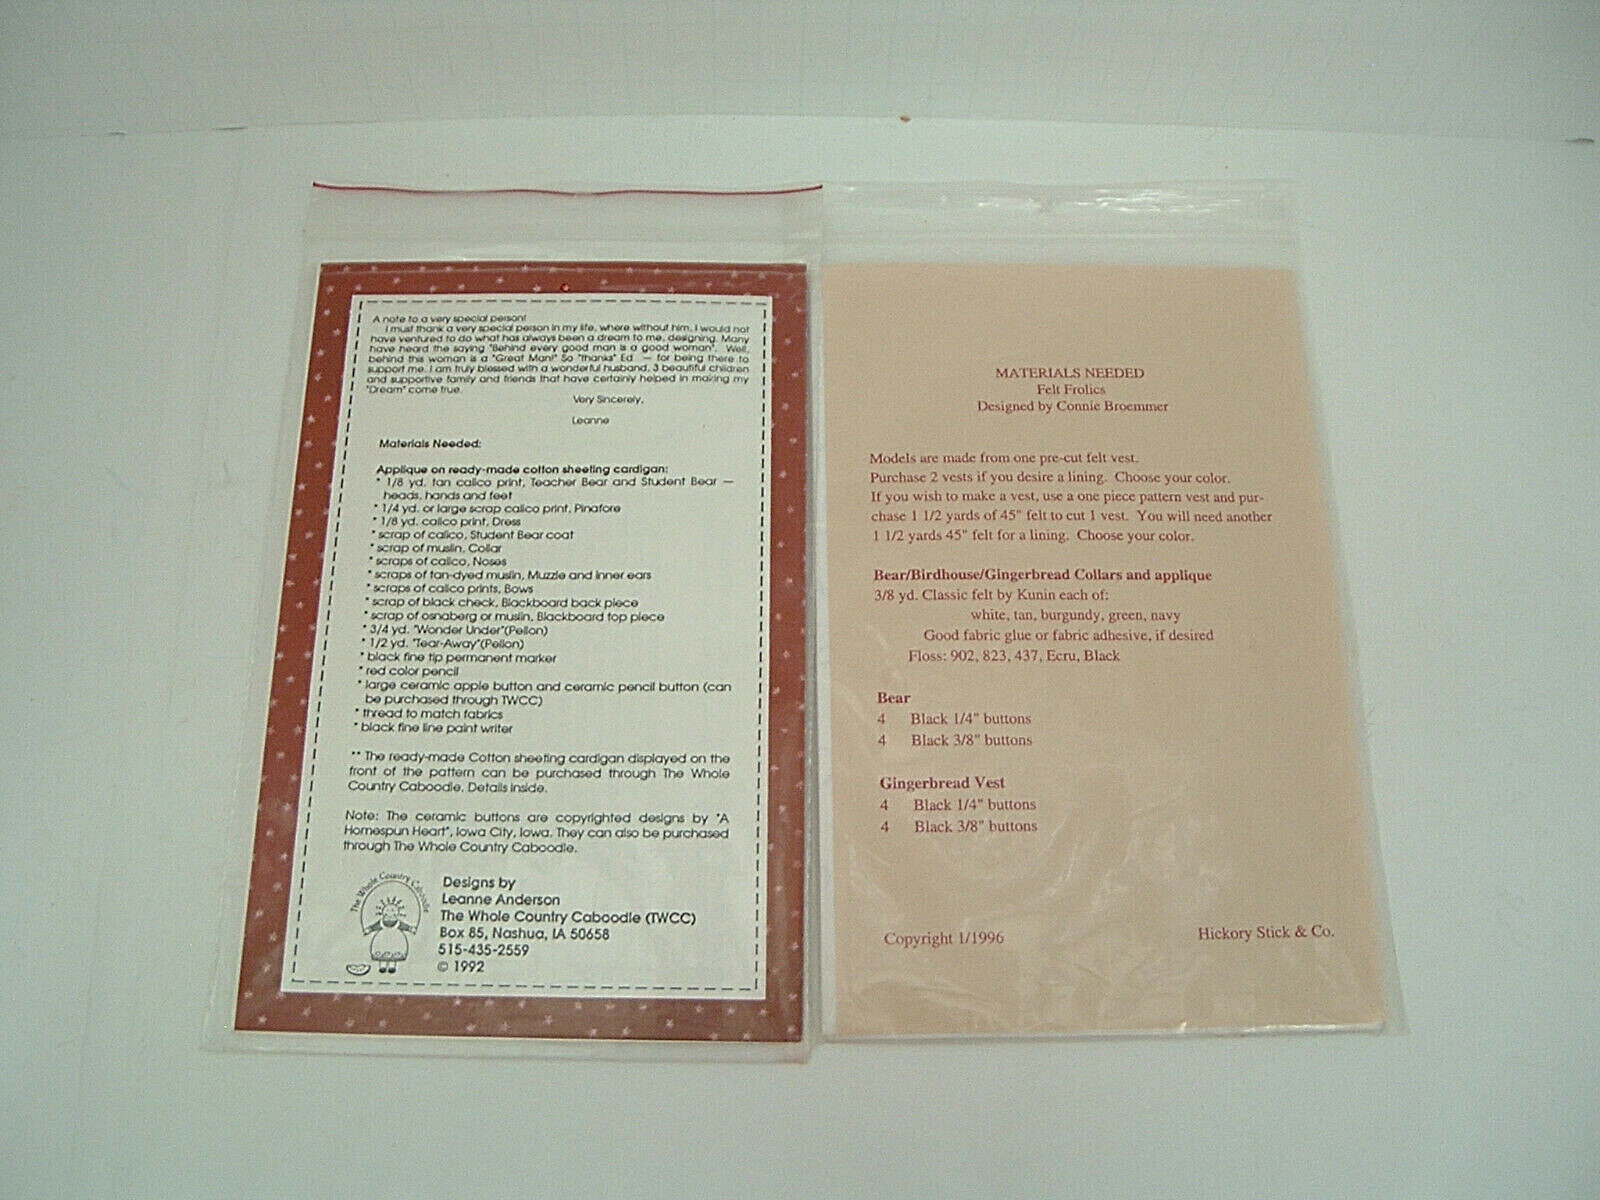 A note to a very special person!
I must thank a very special person in my life, where without him, I would not
have ventured to do what has always been a dream to me, designing. Many
have heard the saying "Behind every good man is a good woman". Well,
behind this woman is a "Great Man!" So "thanks" Ed — for being there to
support me. I am truly blessed with a wonderful husband, 3 beautiful children
and supportive family and friends that have certainly helped in making my
"Dream" come true.
Very Sincerely,
Leanne
Materials Needed:
Applique on ready-made cotton sheeting cardigan:
* 1/8 yd. tan calico print, Teacher Bear and Student Bear —
heads, hands and feet
* 1/4 yd. or large scrap calico print, Pinafore
* 1/8 yd. calico print, Dress
* scrap of calico, Student Bear coat
* scrap of muslin, Collar
* scraps of calico, Noses
* scraps of tan-dyed muslin, Muzzle and inner ears
* scraps of calico prints, Bows
* scrap of black check, Blackboard back piece
* scrap of osnaberg or muslin, Blackboard top piece
* 3/4 yd. "Wonder Under"(Pellon)
* 1/2 yd. "Tear-Away"(Pellon)
* black fine tip permanent marker
* red color pencil
* large ceramic apple button and ceramic pencil button (can
be purchased through TWCC)
* thread to match fabrics
* black fine line paint writer
** The ready-made Cotton sheeting cardigan displayed on the
front of the pattern can be purchased through The Whole
Country Caboodle. Details inside.
Note: The ceramic buttons are copyrighted designs by "A
Homespun Heart", Iowa City, Iowa. They can also be purchased
through The Whole Country Caboodle.
The Whole Country Caboodle
Designs by
Leanne Anderson
The Whole Country Caboodle (TWCC)
Box 85, Nashua, IA 50658
515-435-2559
© 1992
MATERIALS NEEDED
Felt Frolics
Designed by Connie Broemmer
Models are made from one pre-cut felt vest.
Purchase 2 vests if you desire a lining. Choose your color.
If you wish to make a vest, use a one piece pattern vest and pur-
chase 1 1/2 yards of 45" felt to cut 1 vest. You will need another
1 1/2 yards 45" felt for a lining. Choose your color.
Bear/Birdhouse/Gingerbread Collars and applique
3/8 yd. Classic felt by Kunin each of:
white, tan, burgundy, green, navy
Good fabric glue or fabric adhesive, if desired
Floss: 902, 823, 437, Ecru, Black
Bear
4 Black 1/4" buttons
4 Black 3/8" buttons
Gingerbread Vest
4 Black 1/4" buttons
4 Black 3/8" buttons
Copyright 1/1996
Hickory Stick & Co.